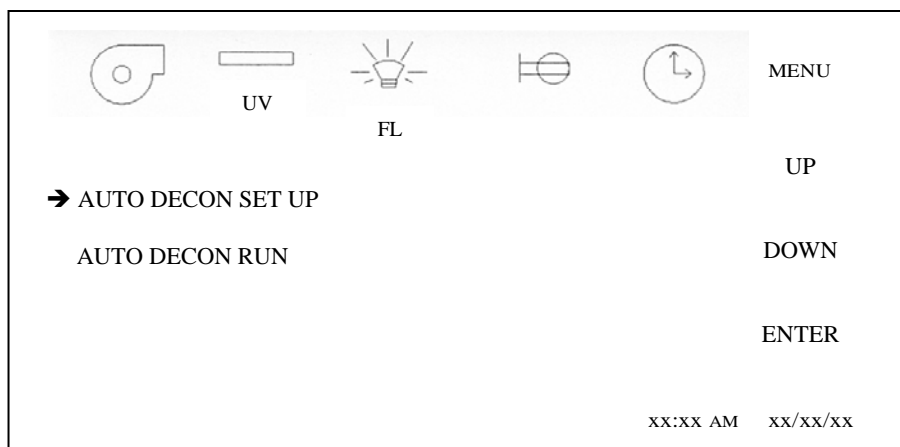 MENU
UV
FL
UP
➔ AUTO DECON SET UP
AUTO DECON RUN
DOWN
ENTER
xx:xx AM xx/xx/xx